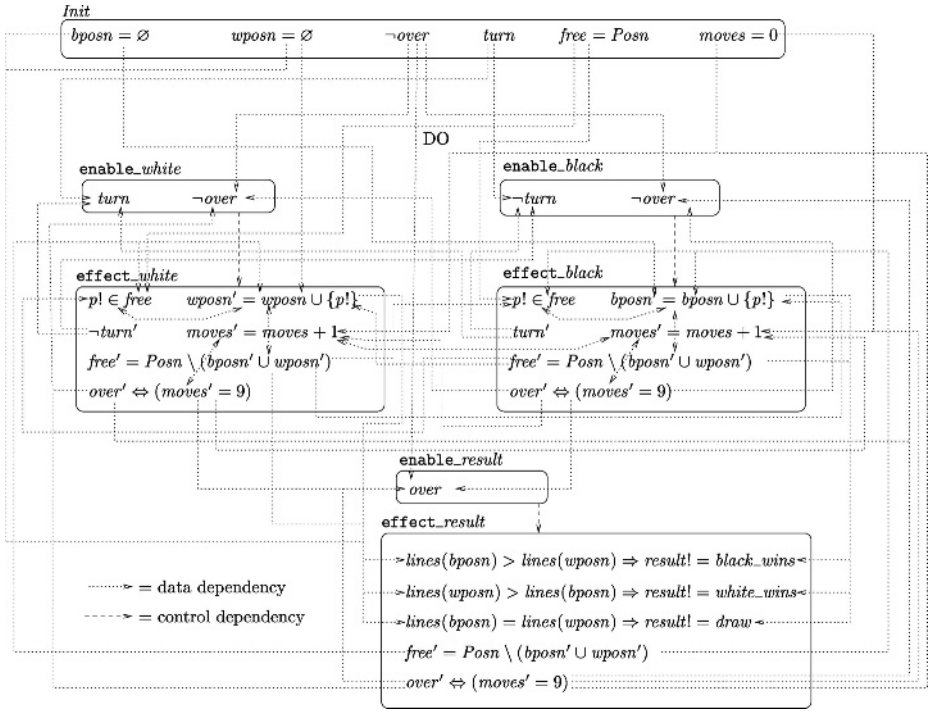 Init
bposn = ∅ wposn = ∅ ¬over turn free = Posn moves = 0
DO
enable_white
turn ¬over
enable_black
¬turn ¬over
effect_white
p! ∈ free wposn′ = wposn ∪ {p!}
¬turn′ moves′ = moves + 1
free′ = Posn \ (bposn′ ∪ wposn′)
over′ ⇔ (moves′ = 9)
effect_black
p! ∈ free bposn′ = bposn ∪ {p!}
turn′ moves′ = moves + 1
free′ = Posn \ (bposn′ ∪ wposn′)
over′ ⇔ (moves′ = 9)
enable_result
over
effect_result
lines(bposn) > lines(wposn) ⇒ result! = black_wins
lines(wposn) > lines(bposn) ⇒ result! = white_wins
lines(bposn) = lines(wposn) ⇒ result! = draw
free′ = Posn \ (bposn′ ∪ wposn′)
over′ ⇔ (moves′ = 9)
= data dependency
= control dependency